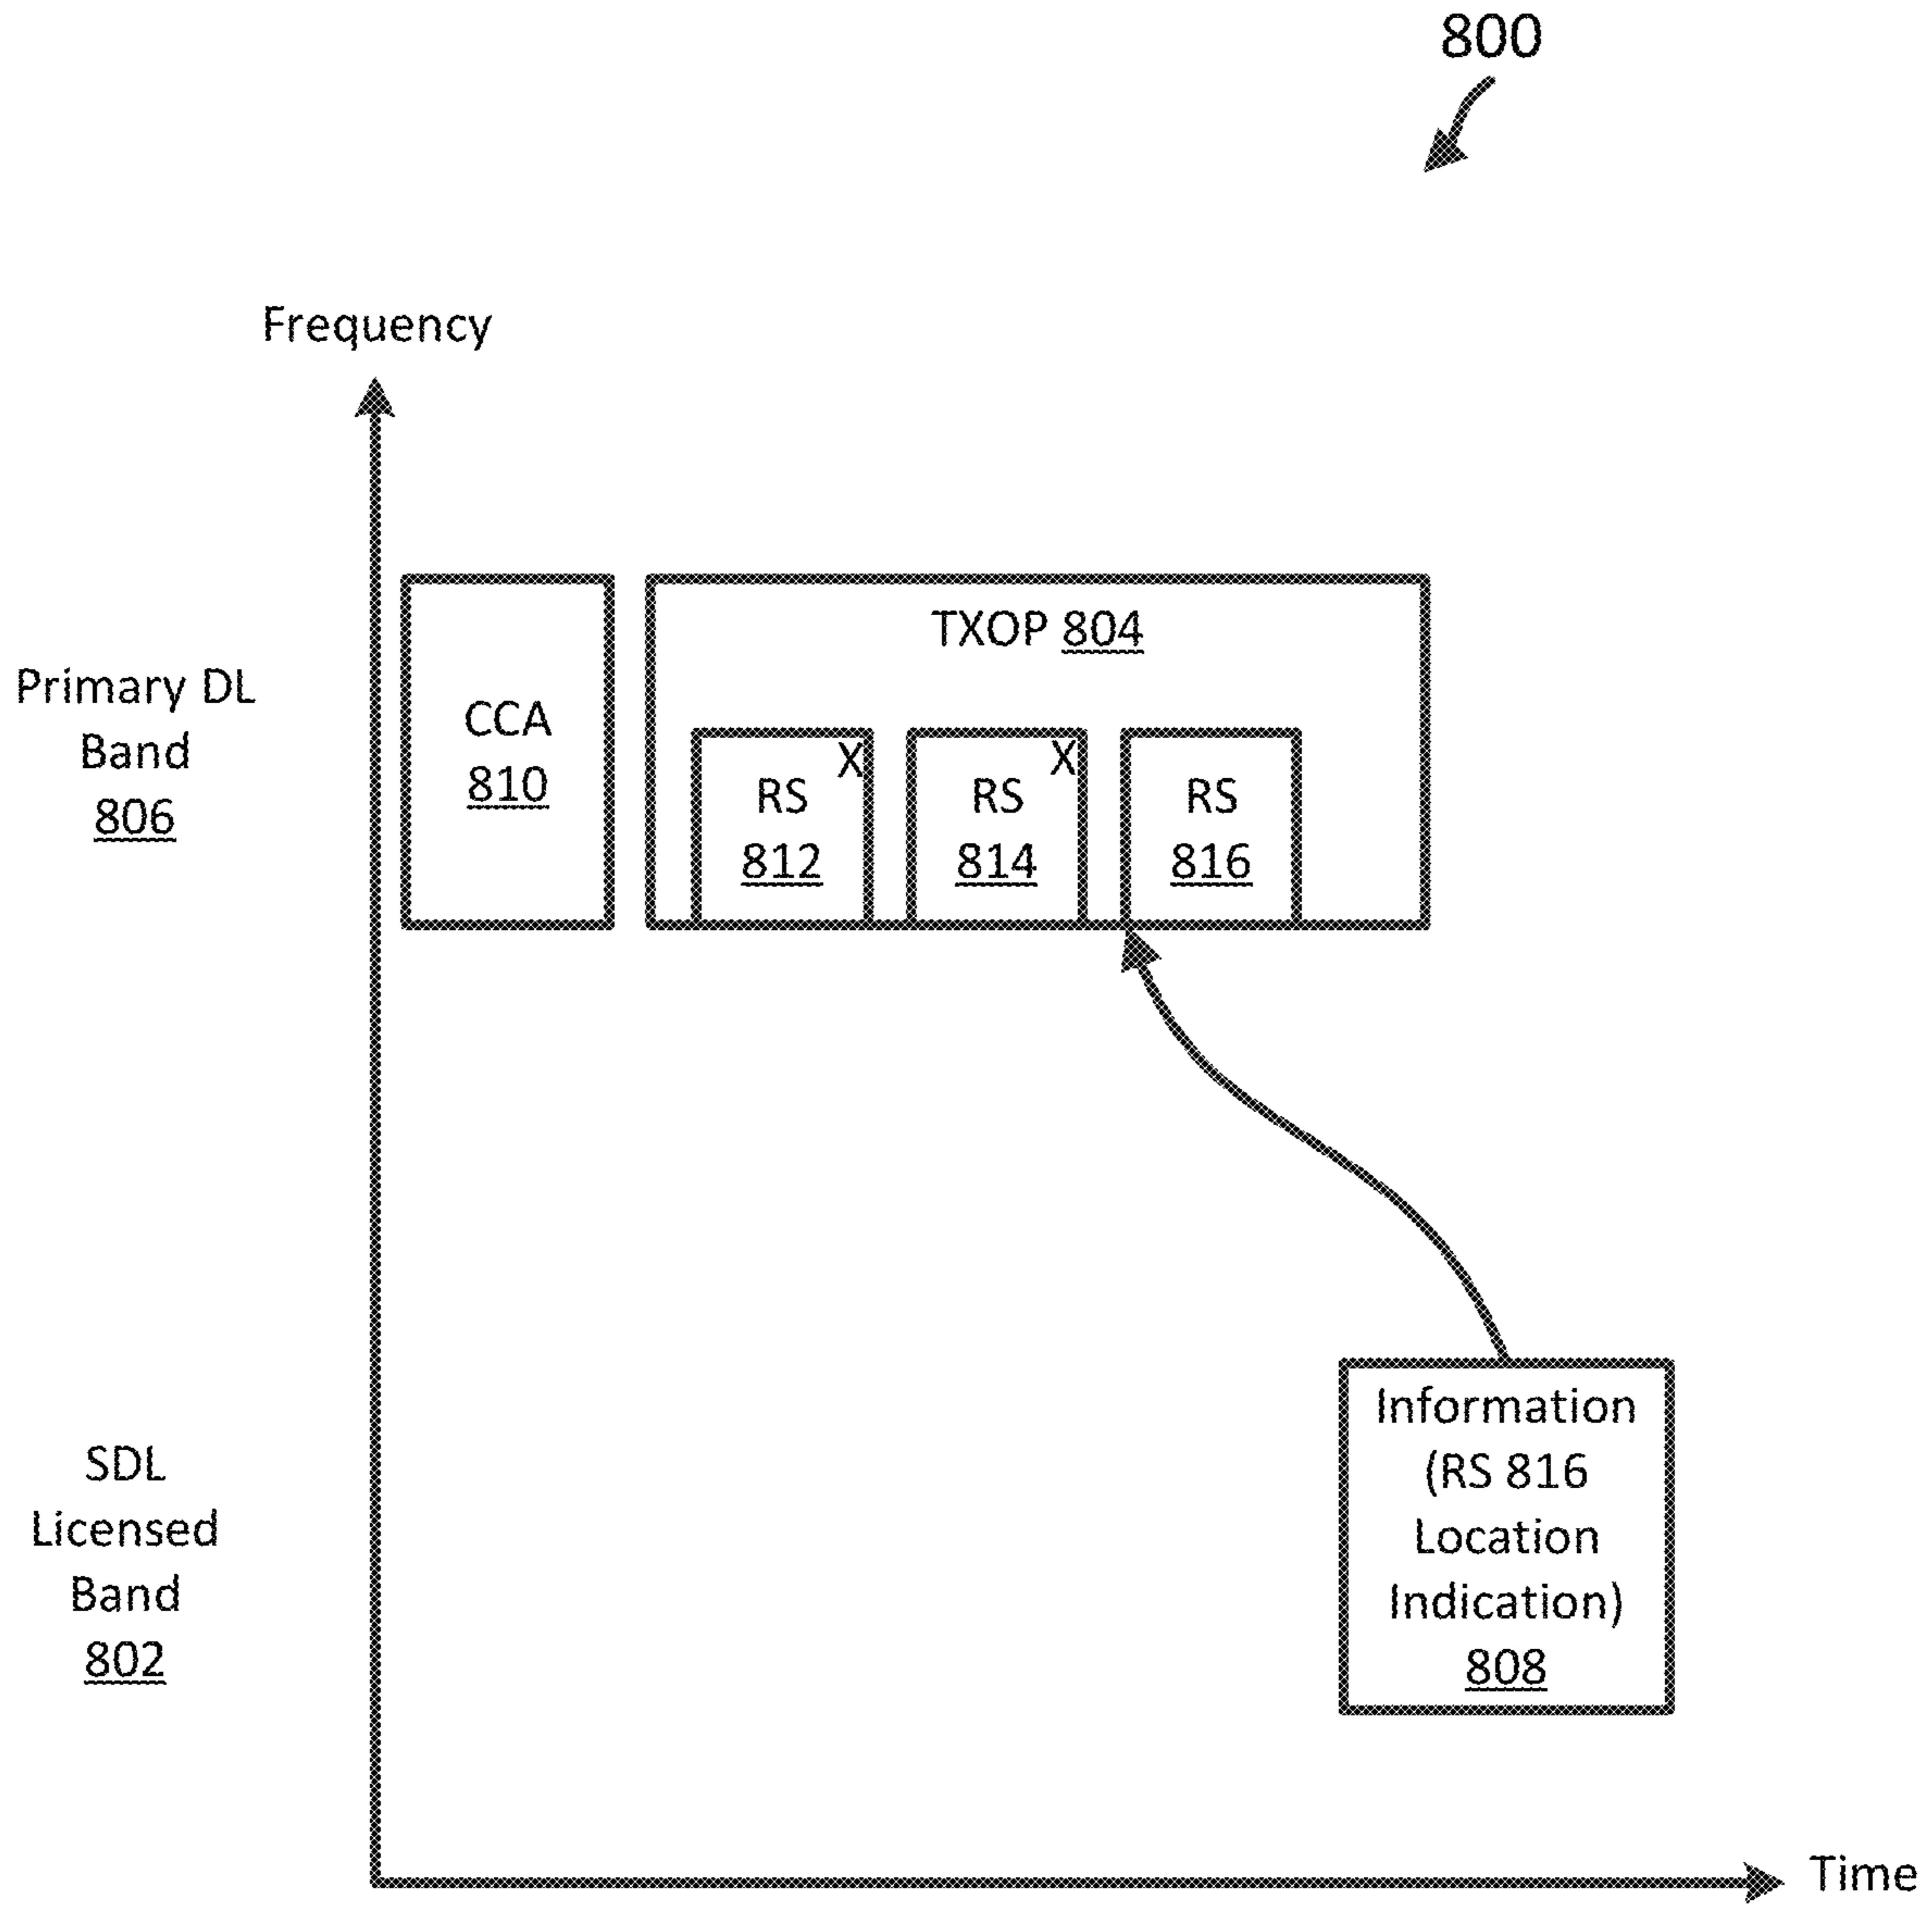 800
Frequency
Primary DL
Band
806
CCA
810
TXOP 804
RS
812
X
RS
814
X
RS
816
SDL
Licensed
Band
802
Information
(RS 816
Location
Indication)
808
Time